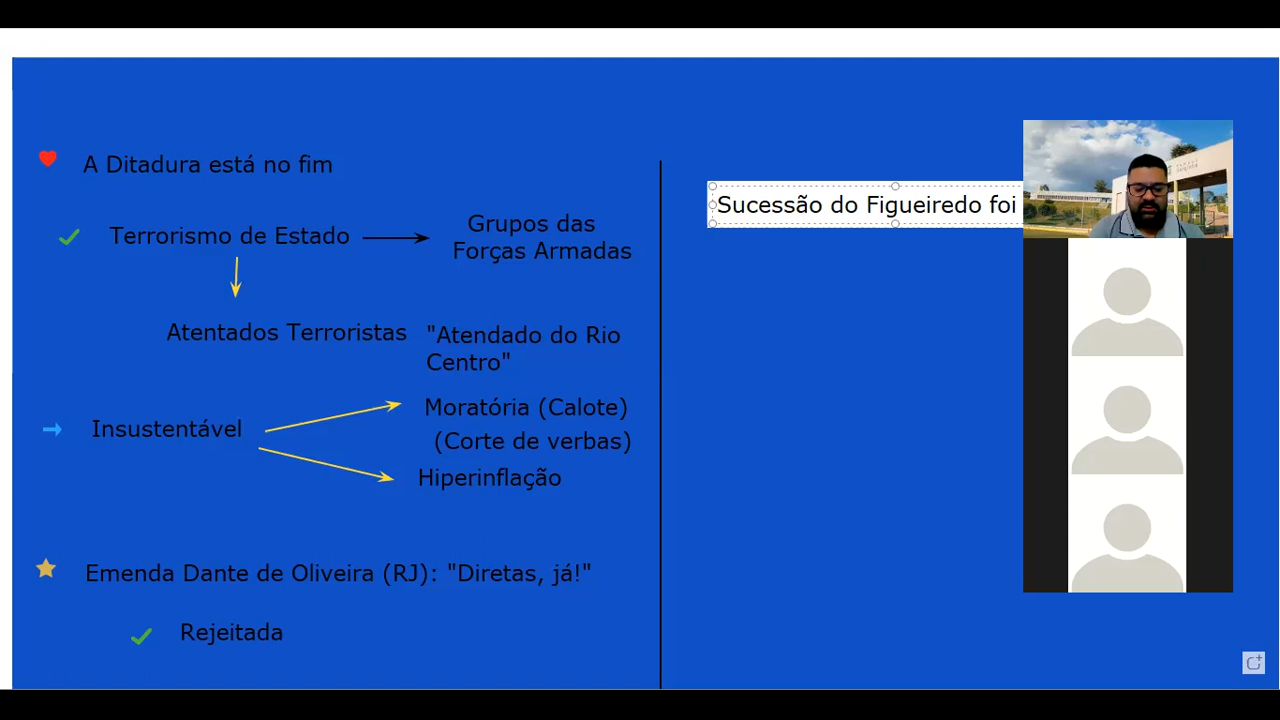 A Ditadura está no fim
Terrorismo de Estado
Grupos das
Forças Armadas
Atentados Terroristas
"Atendado do Rio
Centro"
Insustentável
Moratória (Calote)
(Corte de verbas)
Hiperinflação
Emenda Dante de Oliveira (RJ): "Diretas, já!"
Rejeitada
Sucessão do Figueiredo foi